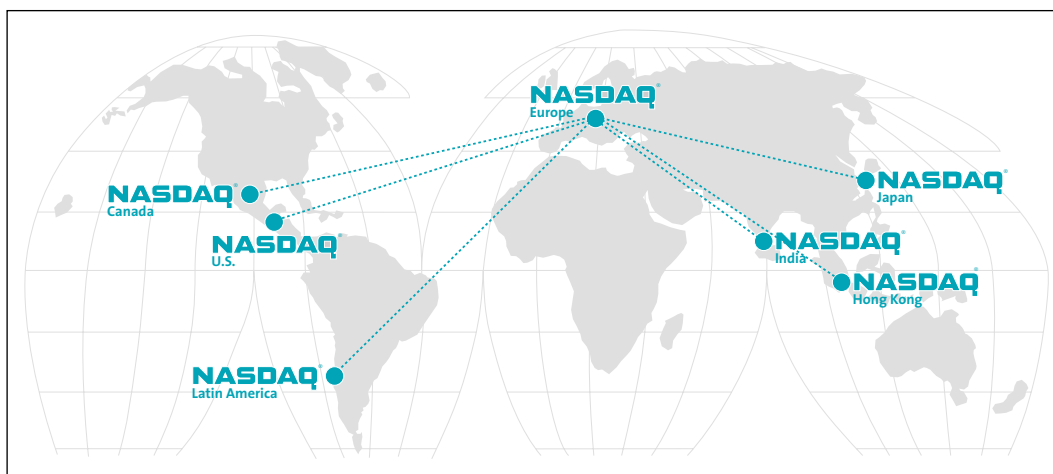 NASDAQ®
Europe
NASDAQ®
Canada
NASDAQ®
Japan
NASDAQ®
U.S.
NASDAQ®
India
NASDAQ®
Hong Kong
NASDAQ®
Latin America